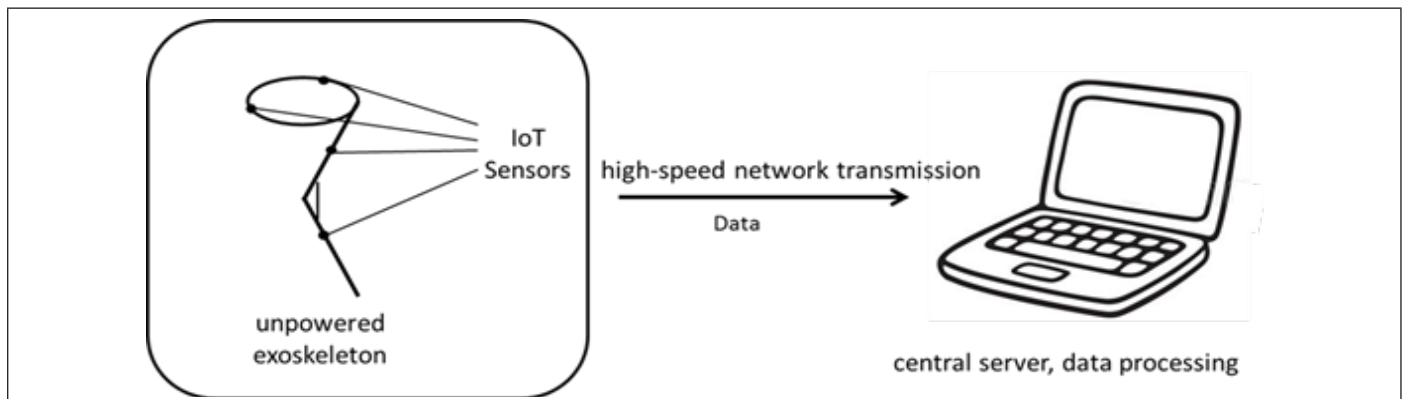 IoT
Sensors
unpowered
exoskeleton
high-speed network transmission
Data
central server, data processing